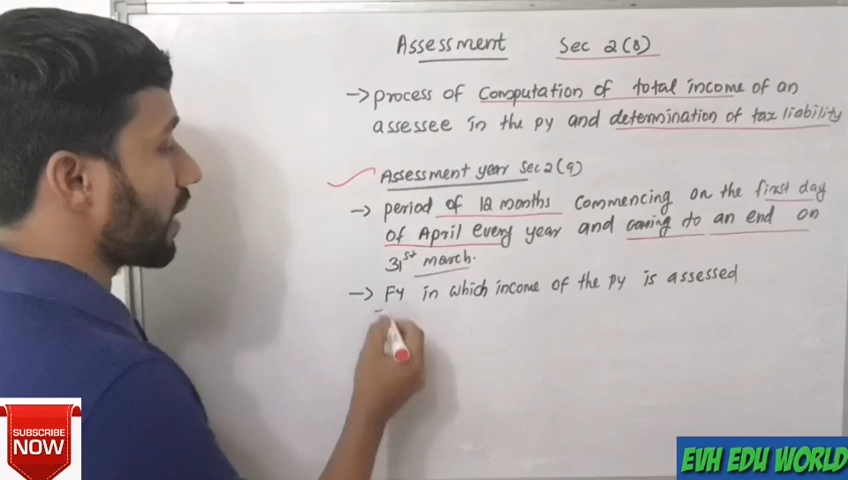 Assessment Sec 2(8)
→ process of computation of total income of an
assessee in the py and determination of tax liability
Assessment year Sec 2(9)
→ period of 12 months commencing on the first day
of April every year and coming to an end on
31st march.
→ FY in which income of the py is assessed
SUBSCRIBE
NOW
EVH EDU WORLD